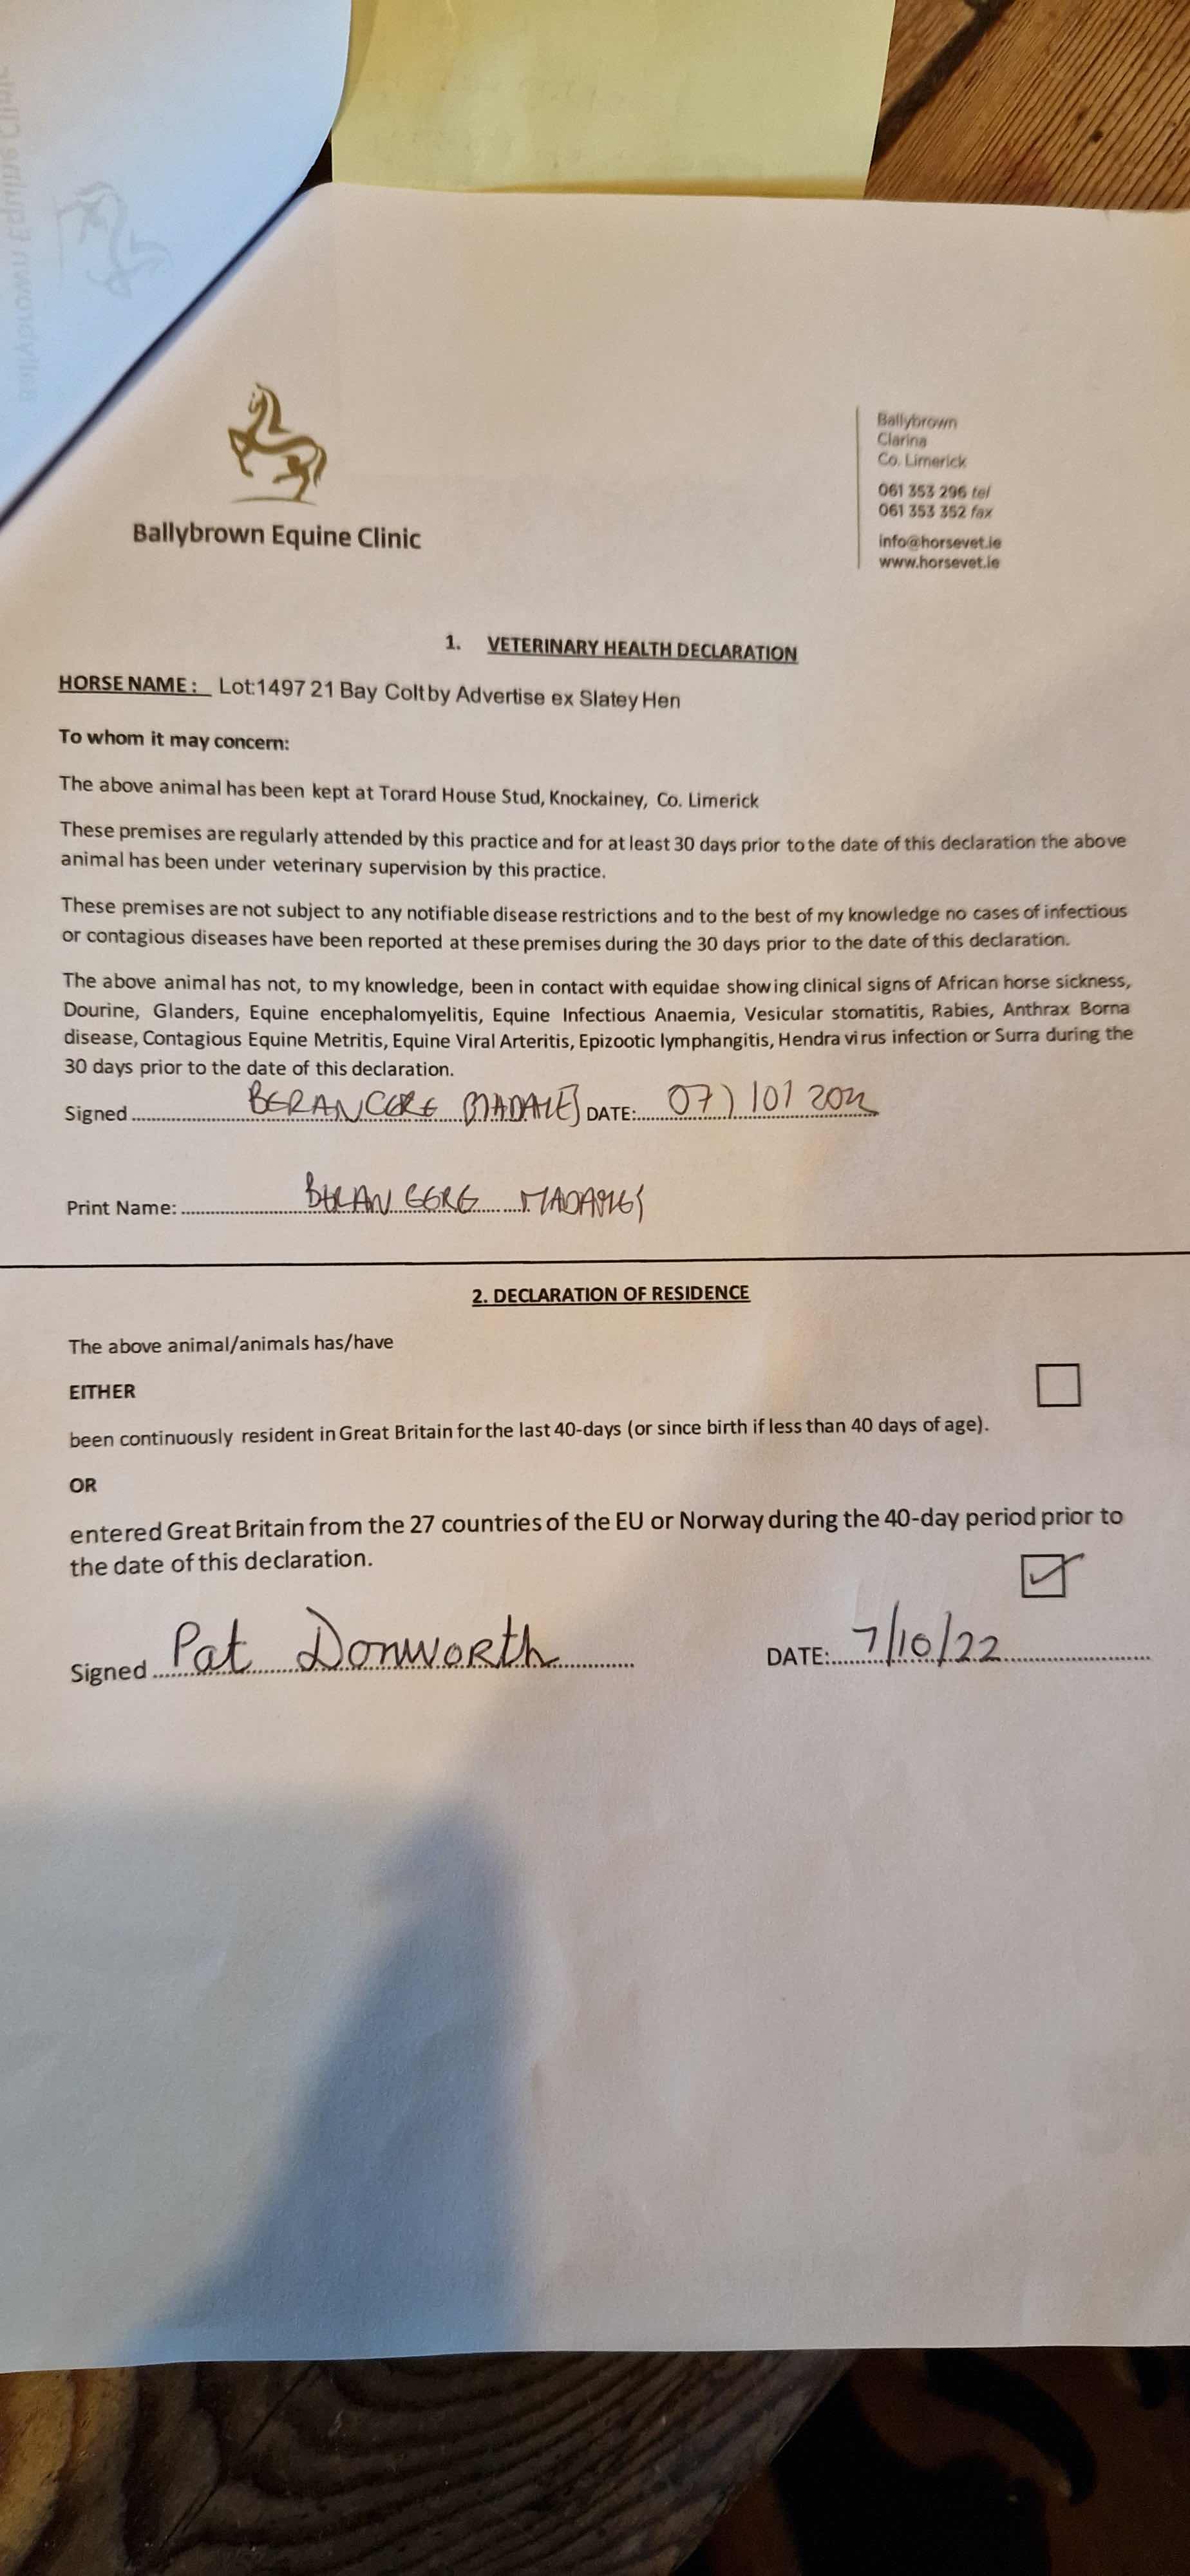 Ballybrown Equine Clinic
Ballybrown Equine Clinic
Ballybrown
Clarina
Co. Limerick
061 353 296 tel
061 353 352 fax
info@horsevet.ie
www.horsevet.ie
1. VETERINARY HEALTH DECLARATION
HORSE NAME: Lot:1497 21 Bay Colt by Advertise ex Slatey Hen
To whom it may concern:
The above animal has been kept at Torard House Stud, Knockainey, Co. Limerick
These premises are regularly attended by this practice and for at least 30 days prior to the date of this declaration the above
animal has been under veterinary supervision by this practice.
These premises are not subject to any notifiable disease restrictions and to the best of my knowledge no cases of infectious
or contagious diseases have been reported at these premises during the 30 days prior to the date of this declaration.
The above animal has not, to my knowledge, been in contact with equidae showing clinical signs of African horse sickness,
Dourine, Glanders, Equine encephalomyelitis, Equine Infectious Anaemia, Vesicular stomatitis, Rabies, Anthrax Borna
disease, Contagious Equine Metritis, Equine Viral Arteritis, Epizootic lymphangitis, Hendra virus infection or Surra during the
30 days prior to the date of this declaration.
Signed DATE:
Print Name:
2. DECLARATION OF RESIDENCE
The above animal/animals has/have
EITHER
been continuously resident in Great Britain for the last 40-days (or since birth if less than 40 days of age).
OR
entered Great Britain from the 27 countries of the EU or Norway during the 40-day period prior to
the date of this declaration.
Signed Pat Donworth DATE: 7/10/22